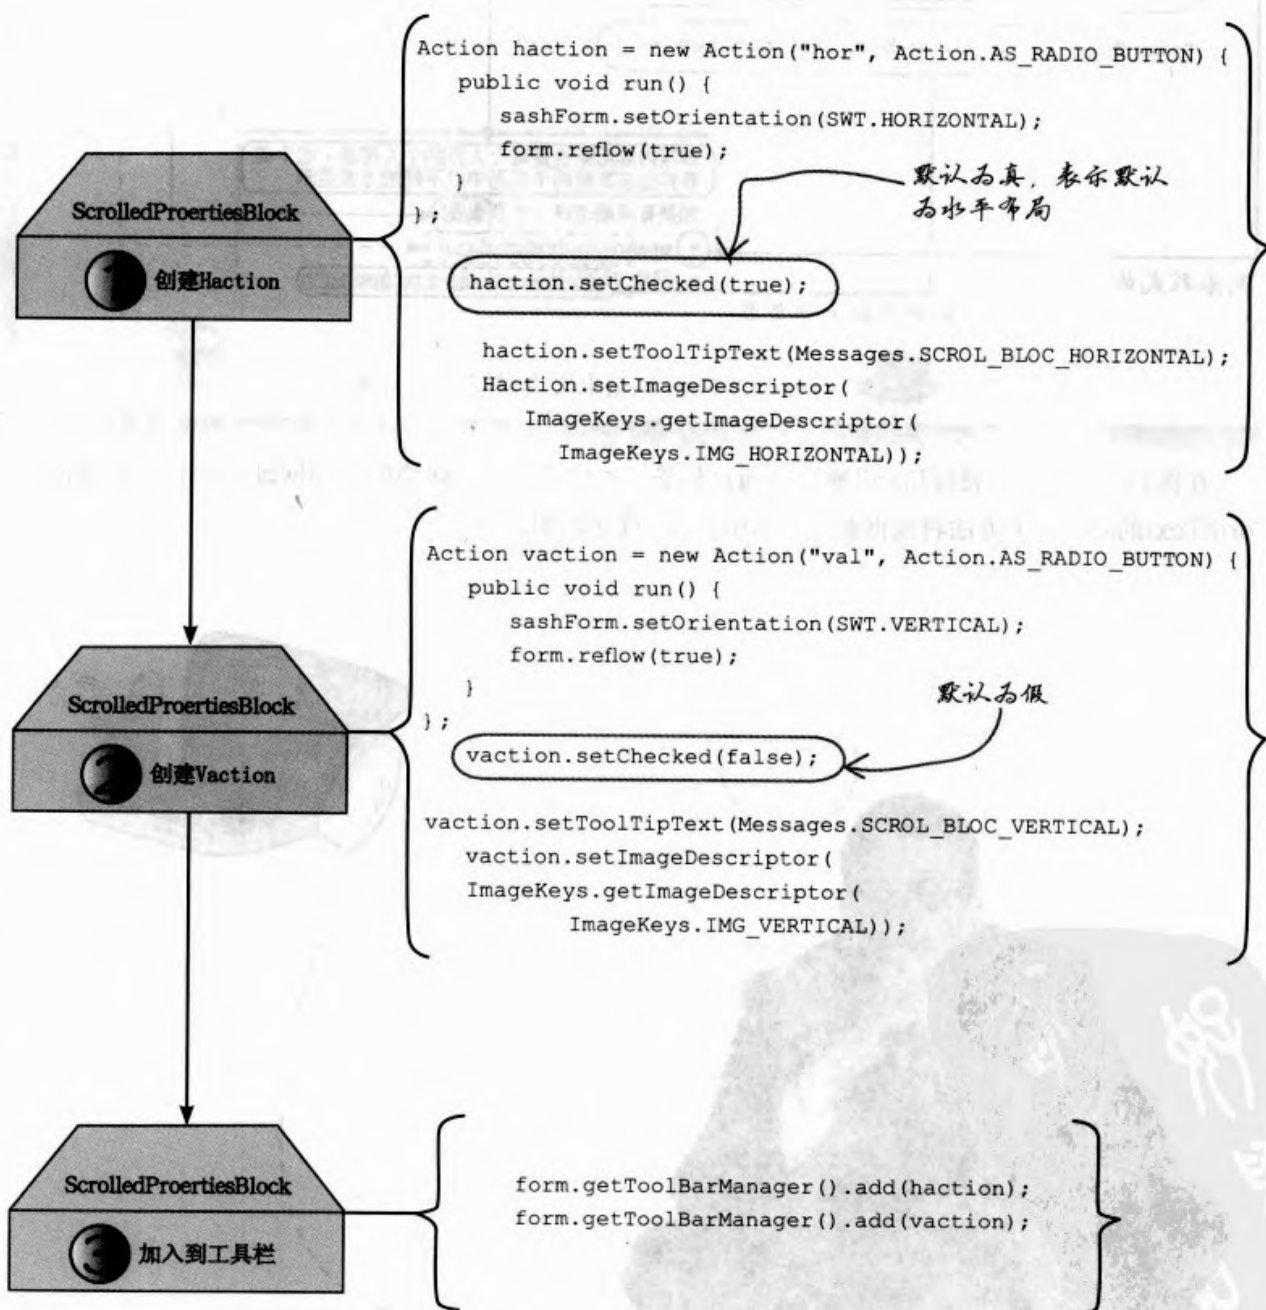 Action haction = new Action("hor", Action.AS_RADIO_BUTTON) {
public void run() {
sashForm.setOrientation(SWT.HORIZONTAL);
form.reflow(true);
}
};
默认为真，表示默认
为水平布局
ScrolledProertiesBlock
1 创建Haction
haction.setChecked(true);
haction.setToolTipText(Messages.SCROL_BLOC_HORIZONTAL);
Haction.setImageDescriptor(
ImageKeys.getImageDescriptor(
ImageKeys.IMG_HORIZONTAL));
Action vaction = new Action("val", Action.AS_RADIO_BUTTON) {
public void run() {
sashForm.setOrientation(SWT.VERTICAL);
form.reflow(true);
}
};
默认为假
ScrolledProertiesBlock
2 创建Vaction
vaction.setChecked(false);
vaction.setToolTipText(Messages.SCROL_BLOC_VERTICAL);
vaction.setImageDescriptor(
ImageKeys.getImageDescriptor(
ImageKeys.IMG_VERTICAL));
ScrolledProertiesBlock
3 加入到工具栏
form.getToolBarManager().add(haction);
form.getToolBarManager().add(vaction);